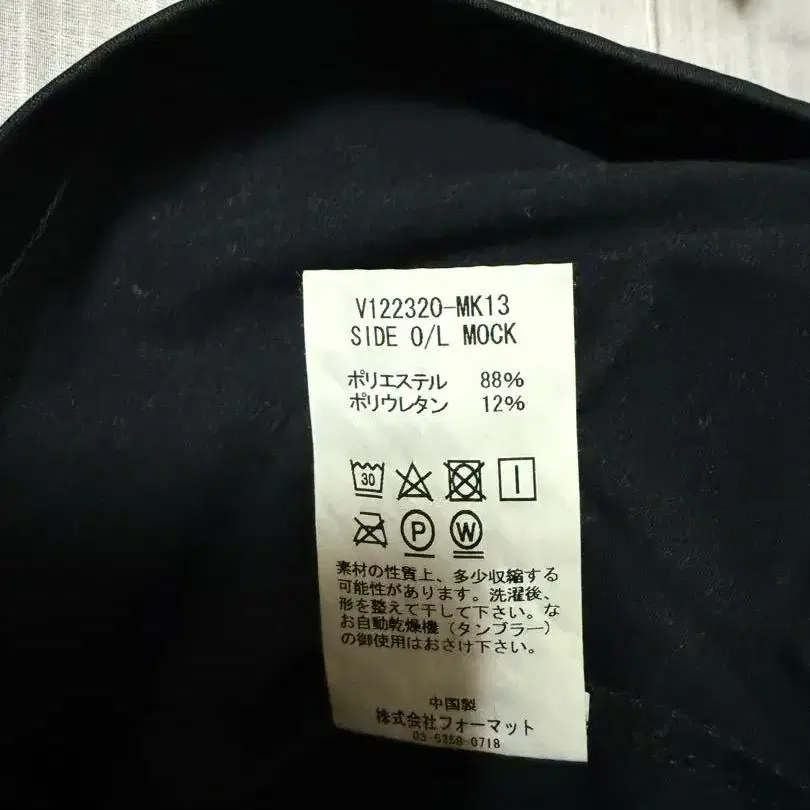 V122320-MK13
SIDE O/L MOCK
ポリエステル 88%
ポリウレタン 12%
30
P W
素材の性質上、多少収縮する
可能性があります。洗濯後、
形を整えて干して下さい。な
お自動乾燥機（タンブラー）
の御使用はおさけ下さい。
中国製
株式会社フォーマット
03-5358-0718